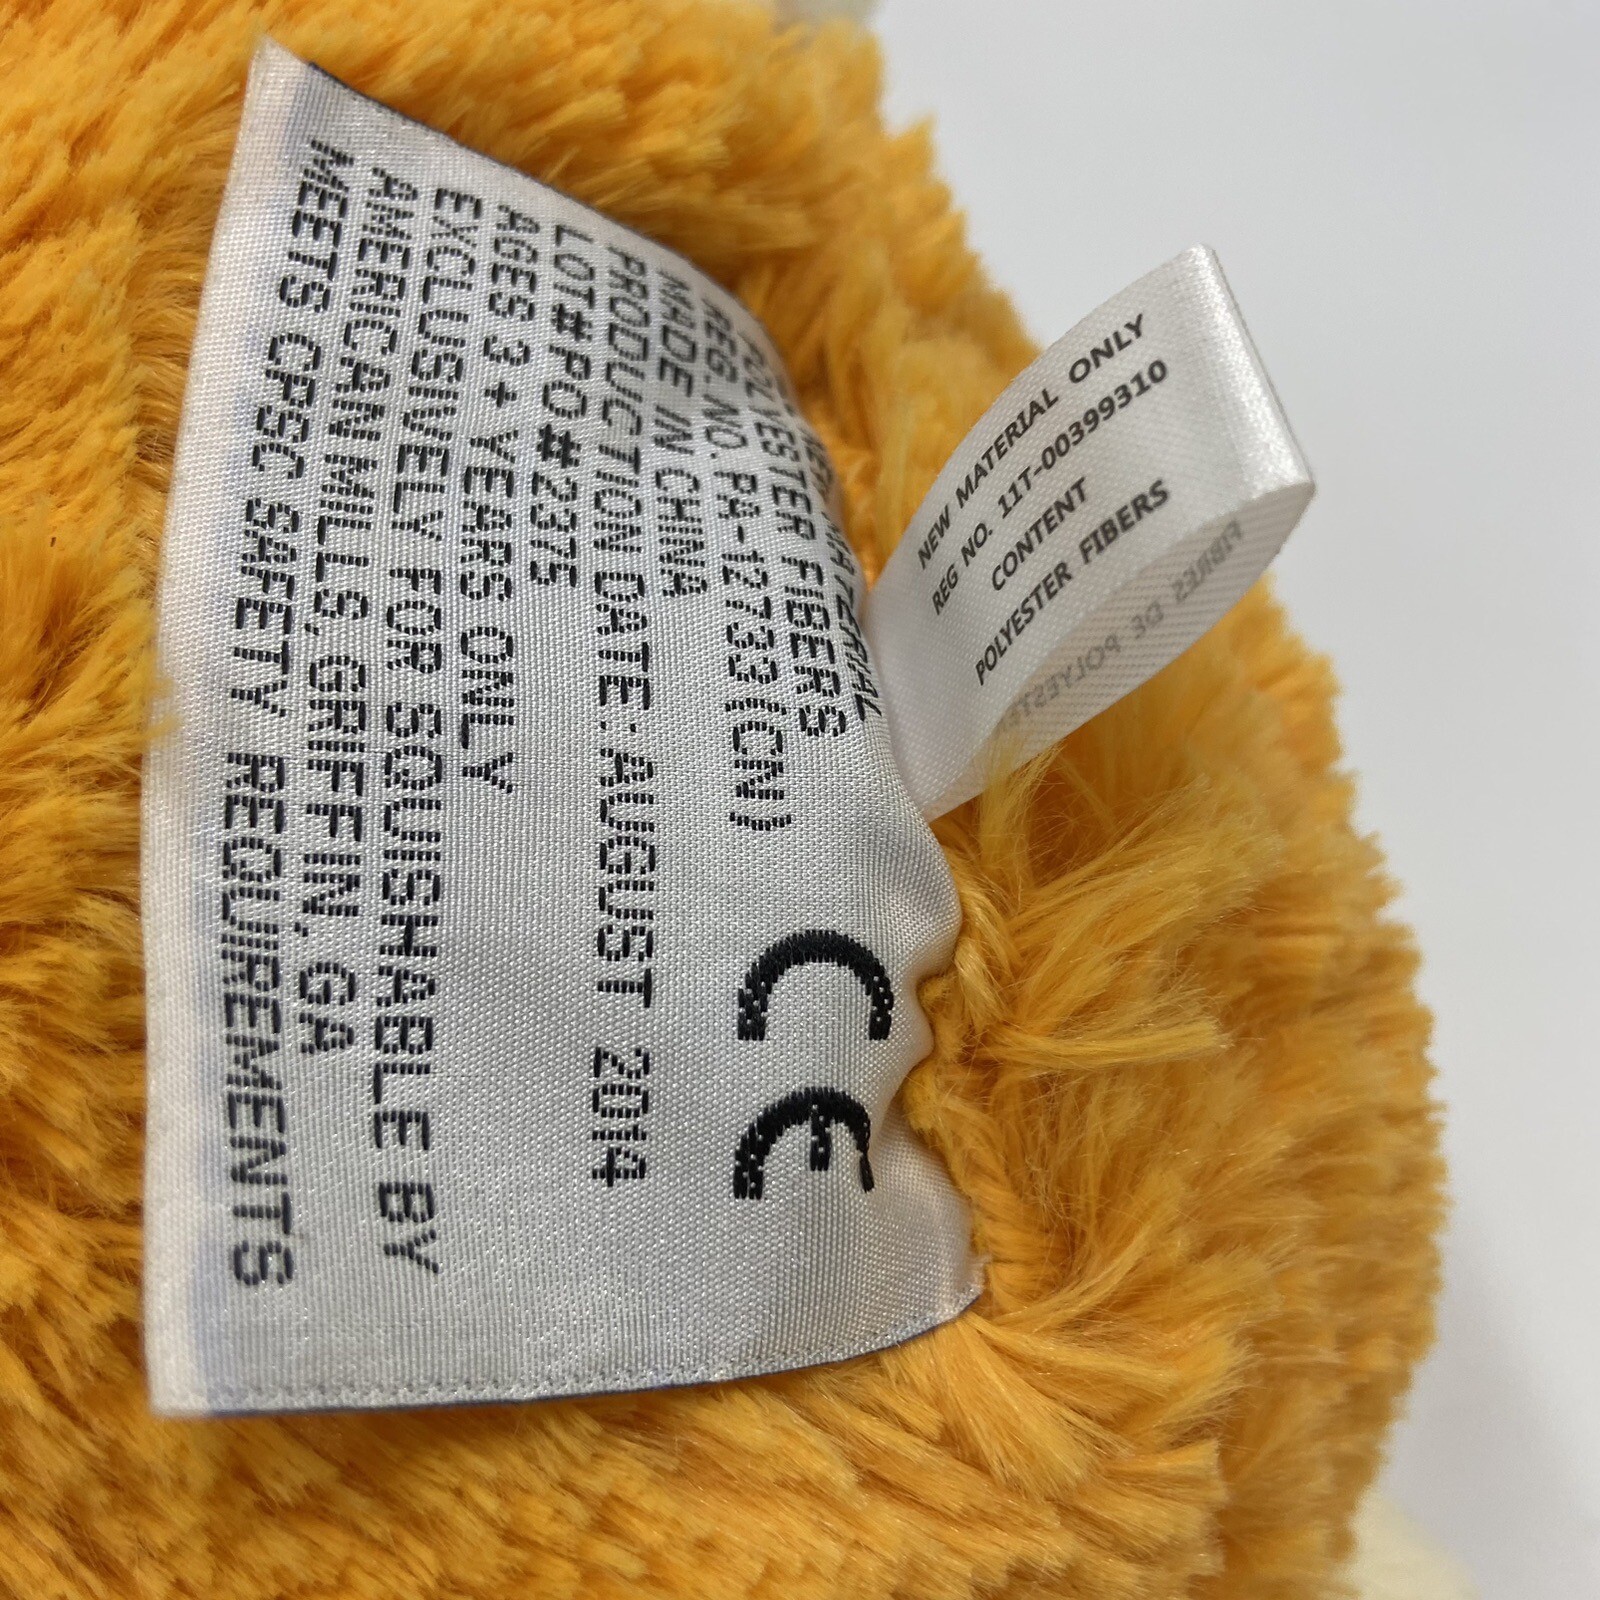 NEW MATERIAL
POLYESTER FIBERS
REG. NO. PA-12733(CN)
MADE IN CHINA
PRODUCTION DATE: AUGUST 2014
LOT#PO#2375
AGES 3+ YEARS ONLY
EXCLUSIVELY FOR SQUISHABLE BY
AMERICAN MILLS, GRIFFIN, GA
MEETS CPSC SAFETY REQUIREMENTS
CE
NEW MATERIAL ONLY
REG NO. 11T-00399310
CONTENT
POLYESTER FIBERS
FIBRES DE POLYESTE